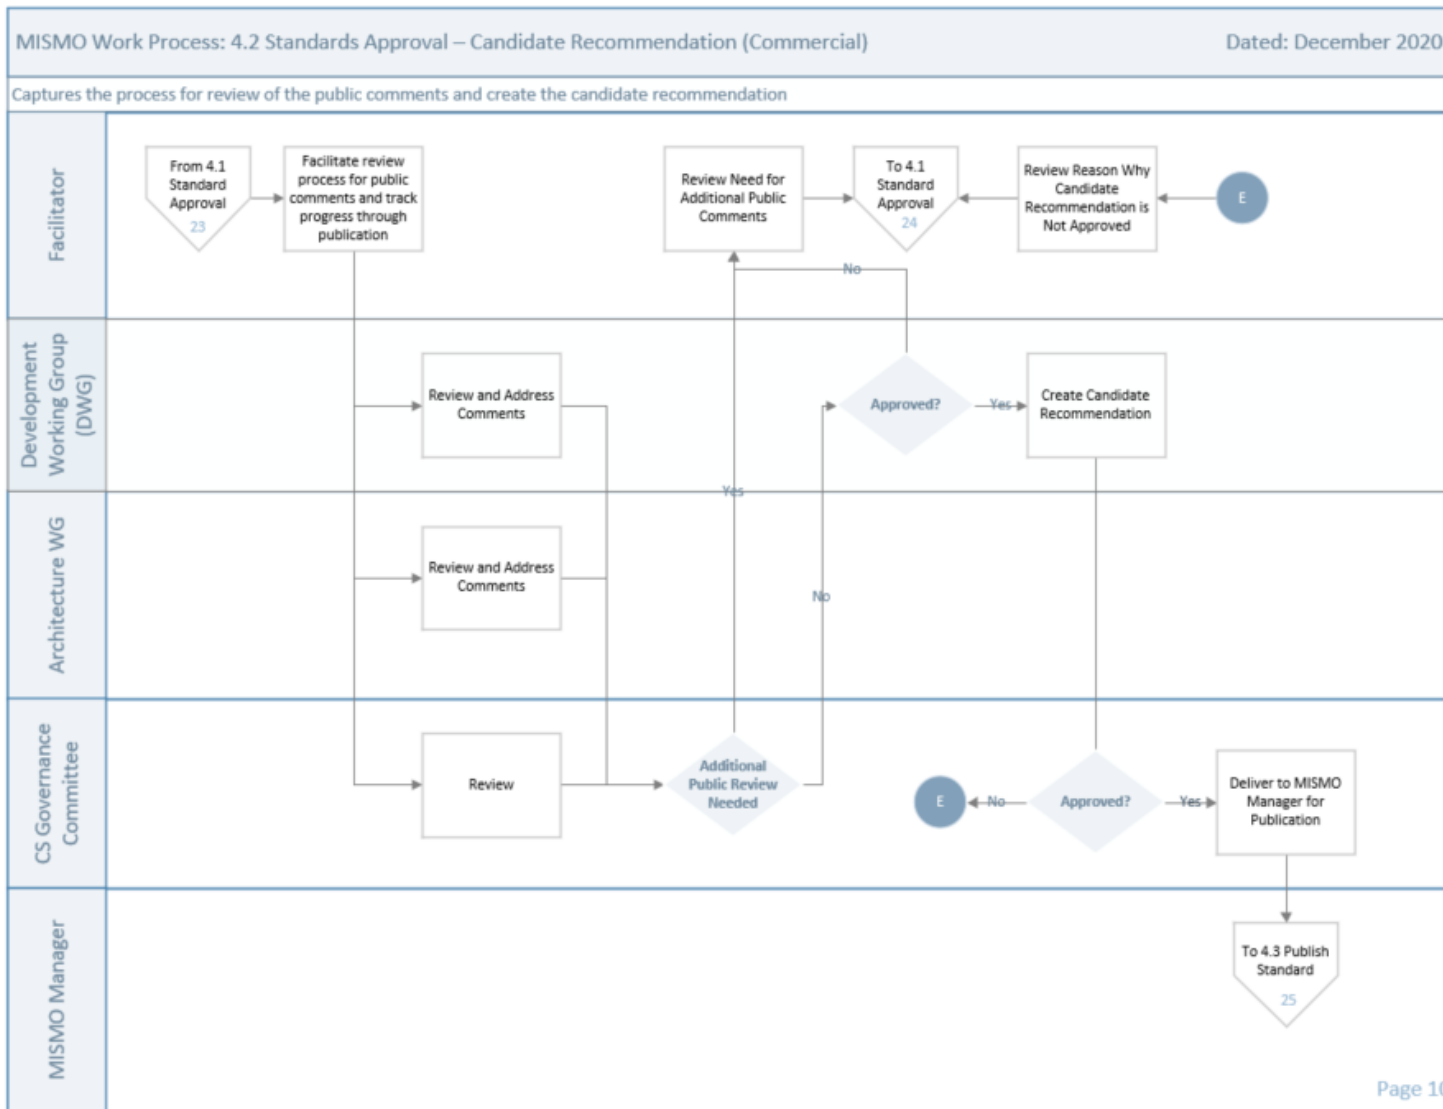 MISMO Work Process: 4.2 Standards Approval – Candidate Recommendation (Commercial)
Dated: December 2020
Captures the process for review of the public comments and create the candidate recommendation
Facilitator
From 4.1
Standard
Approval
23
Facilitate review
process for public
comments and track
progress through
publication
Review Need for
Additional Public
Comments
To 4.1
Standard
Approval
24
Review Reason Why
Candidate
Recommendation is
Not Approved
E
No
Development
Working Group
(DWG)
Review and Address
Comments
Approved?
Yes
Create Candidate
Recommendation
Yes
Architecture WG
Review and Address
Comments
No
CS Governance
Committee
Review
Additional
Public Review
Needed
E
No
Approved?
Yes
Deliver to MISMO
Manager for
Publication
MISMO Manager
To 4.3 Publish
Standard
25
Page 10